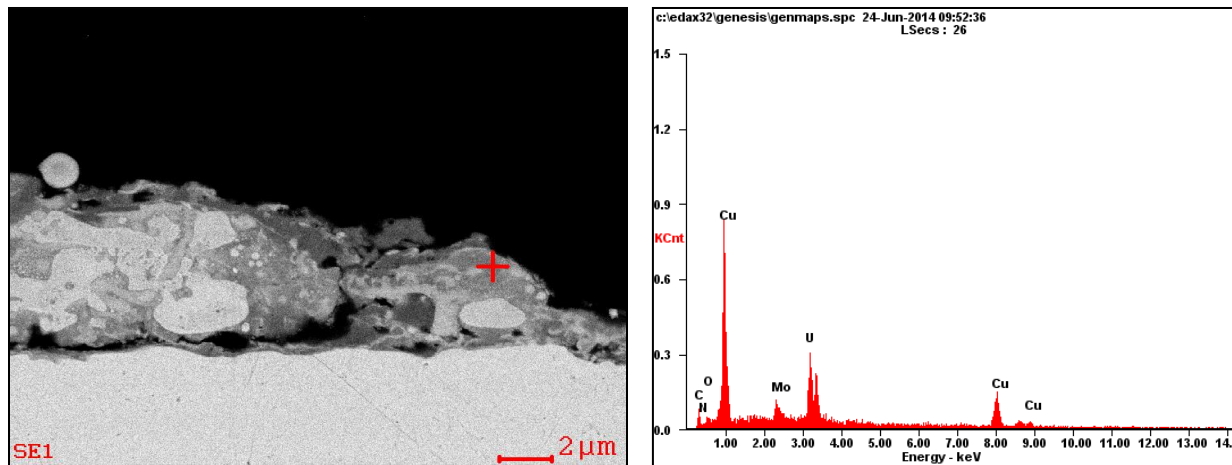 SE1
2µm
c:\edax32\genesis\genmaps.spc 24-Jun-2014 09:52:36
LSecs : 26
1.5
1.2
0.9
KCnt
0.6
0.3
0.0
C
O
N
Cu
Mo
U
Cu
Cu
1.00 2.00 3.00 4.00 5.00 6.00 7.00 8.00 9.00 10.00 11.00 12.00 13.00 14.
Energy - keV